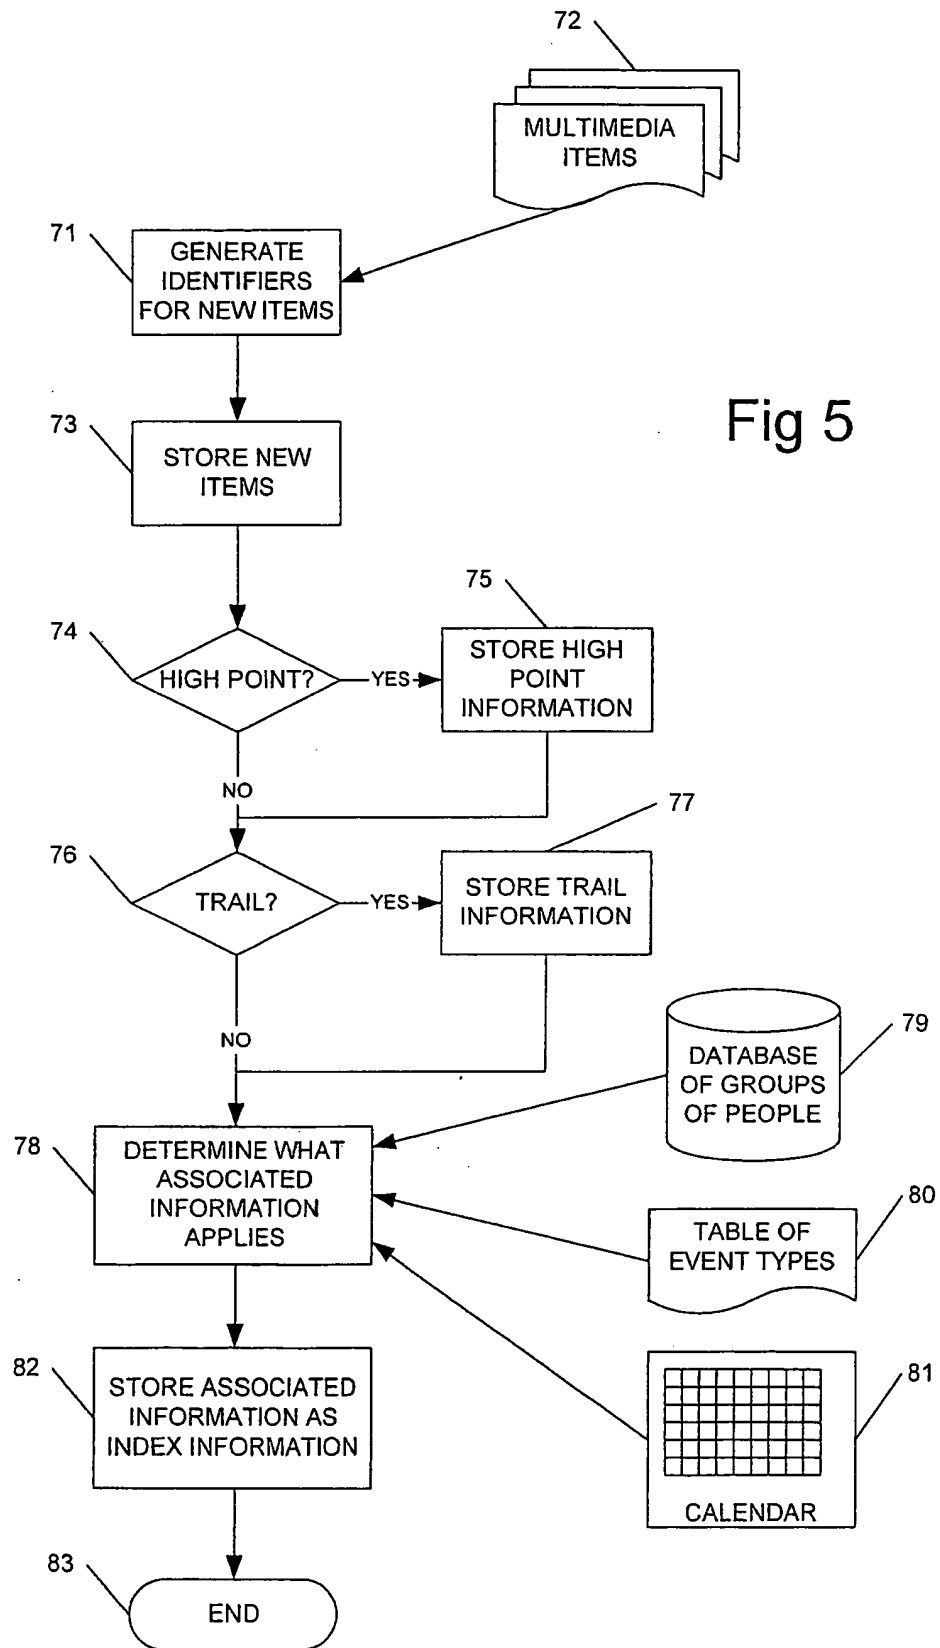 72
MULTIMEDIA
ITEMS
71
GENERATE
IDENTIFIERS
FOR NEW ITEMS
Fig 5
73
STORE NEW
ITEMS
75
74
HIGH POINT?
YES
STORE HIGH
POINT
INFORMATION
NO
77
76
TRAIL?
YES
STORE TRAIL
INFORMATION
NO
79
DATABASE
OF GROUPS
OF PEOPLE
78
DETERMINE WHAT
ASSOCIATED
INFORMATION
APPLIES
80
TABLE OF
EVENT TYPES
82
STORE ASSOCIATED
INFORMATION AS
INDEX INFORMATION
81
CALENDAR
83
END